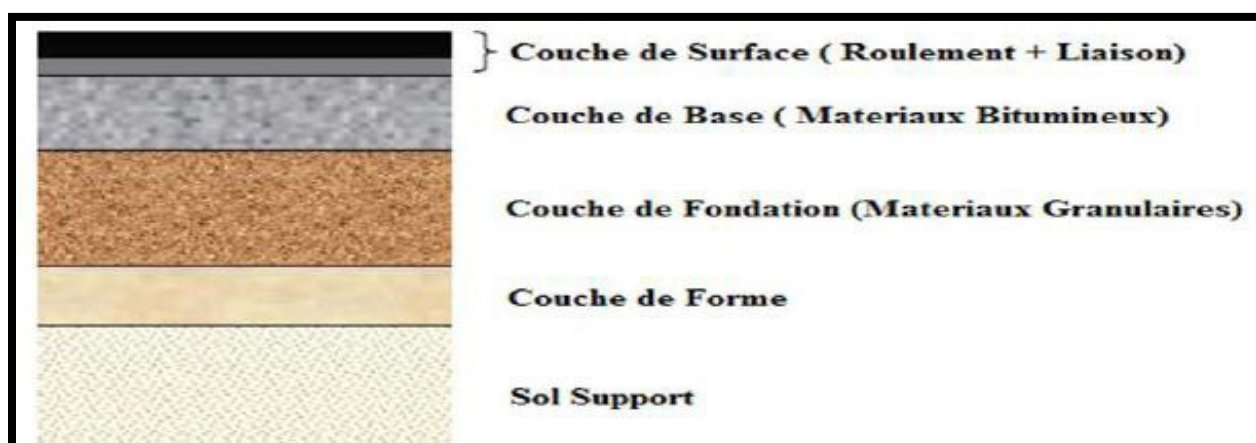 Couche de Surface ( Roulement + Liaison)
Couche de Base ( Materiaux Bitumineux)
Couche de Fondation (Materiaux Granulaires)
Couche de Forme
Sol Support